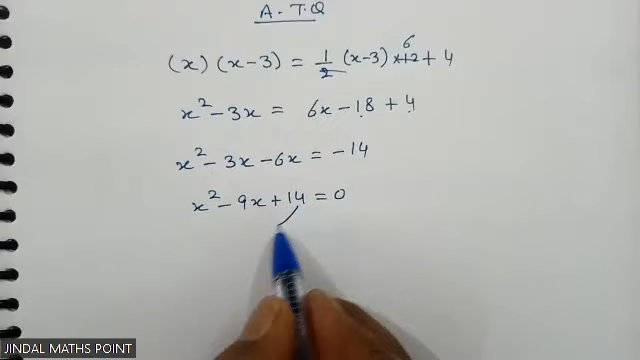 A.T.Q
(x) (x-3) = 1/2 (x-3) × 12 6 + 4
x² - 3x = 6x - 18 + 4
x² - 3x - 6x = -14
x² - 9x + 14 = 0
JINDAL MATHS POINT